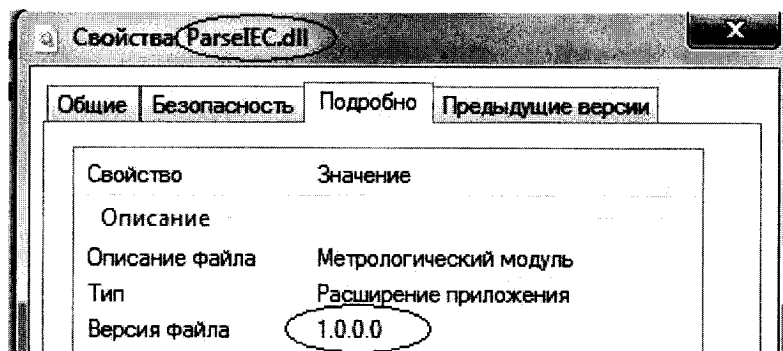 Свойства: ParseIEC.dll
X
Общие Безопасность Подробно Предыдущие версии
Свойство Значение
Описание
Описание файла Метрологический модуль
Тип Расширение приложения
Версия файла 1.0.0.0